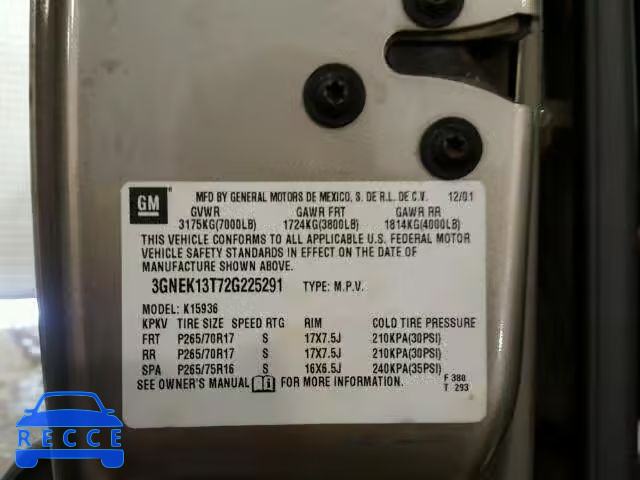 GM
MFD BY GENERAL MOTORS DE MEXICO, S. DE R.L. DE C.V. 12/01
GVWR GAWR FRT GAWR RR
3175KG(7000LB) 1724KG(3800LB) 1814KG(4000LB)
THIS VEHICLE CONFORMS TO ALL APPLICABLE U.S. FEDERAL MOTOR
VEHICLE SAFETY STANDARDS IN EFFECT ON THE DATE OF
MANUFACTURE SHOWN ABOVE.
3GNEK13T72G225291 TYPE: M.P.V.
MODEL: K15936
KPKV TIRE SIZE SPEED RTG RIM COLD TIRE PRESSURE
FRT P265/70R17 S 17X7.5J 210KPA(30PSI)
RR P265/70R17 S 17X7.5J 210KPA(30PSI)
SPA P265/75R16 S 16X6.5J 240KPA(35PSI)
SEE OWNER'S MANUAL FOR MORE INFORMATION. F 380
T 293
RECCE